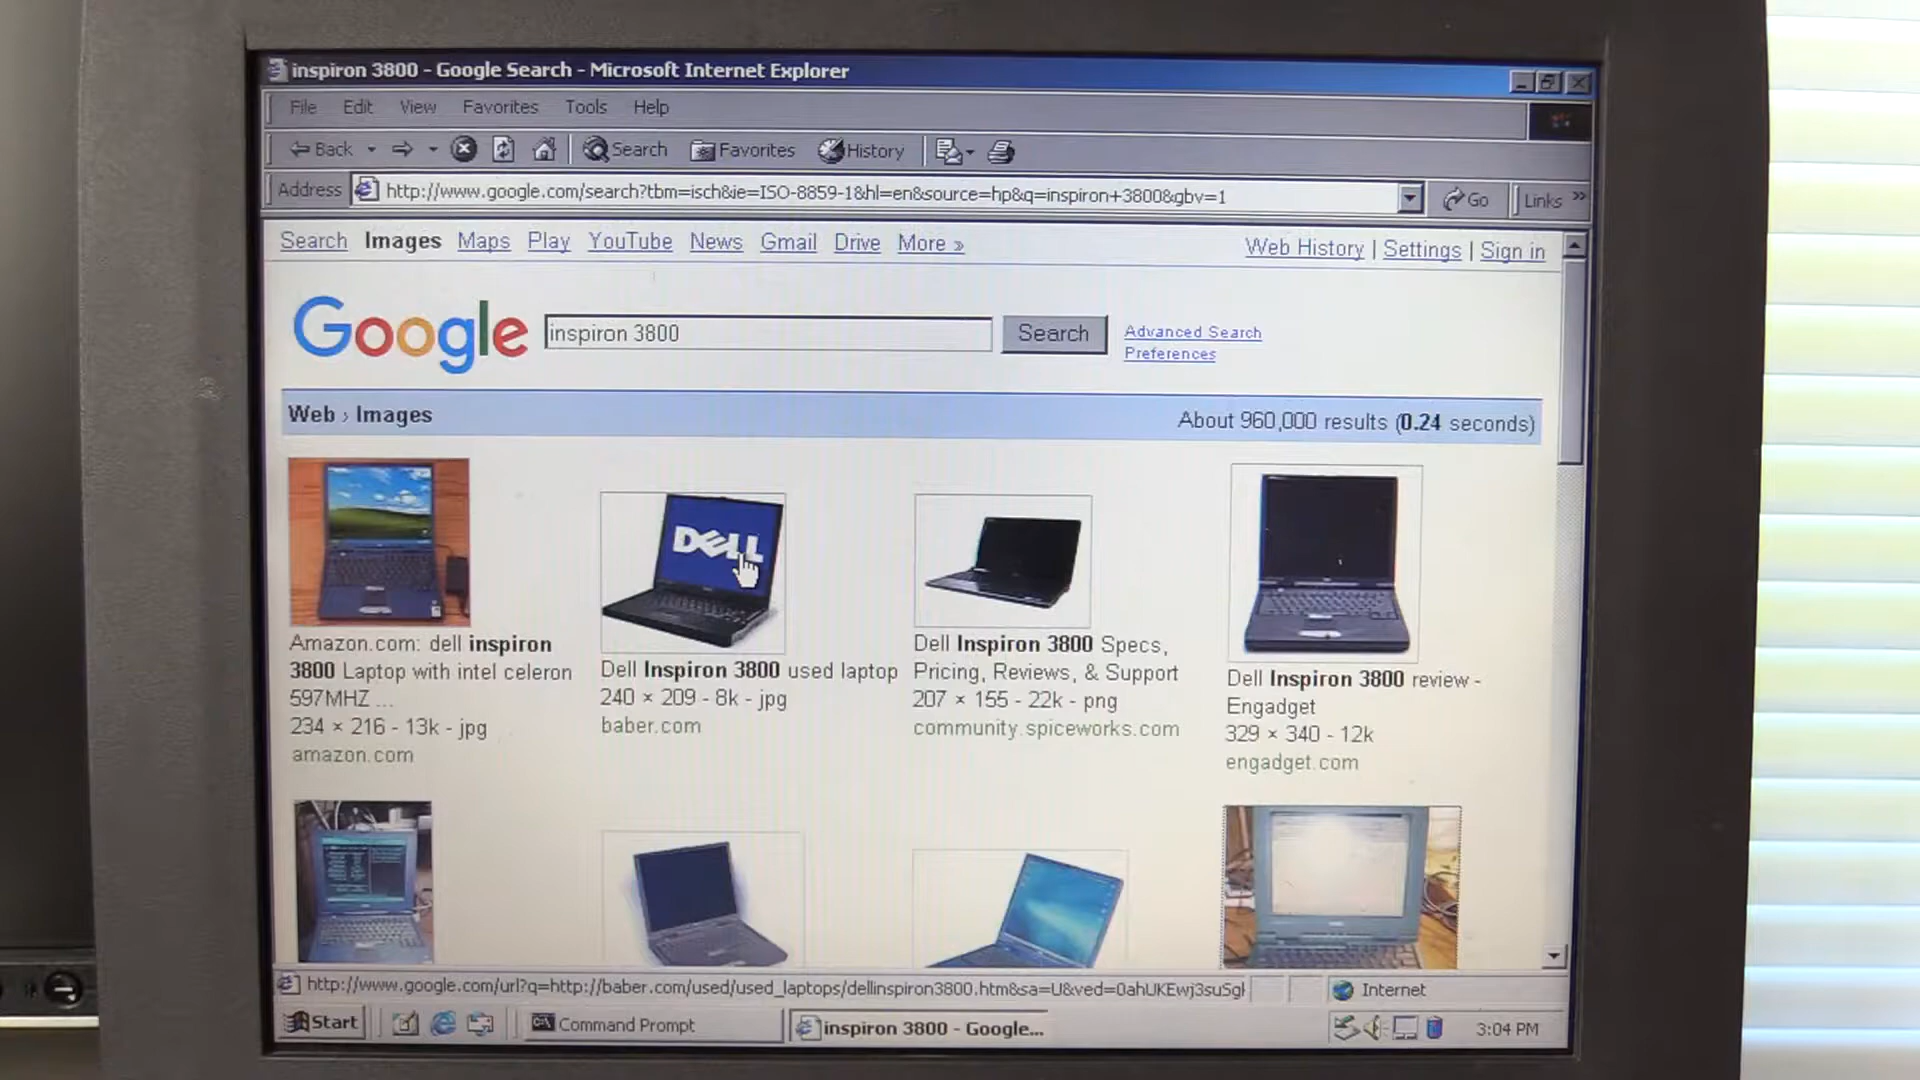 inspiron 3800 - Google Search - Microsoft Internet Explorer
File Edit View Favorites Tools Help
Back Search Favorites History
Address http://www.google.com/search?tbm=isch&ie=ISO-8859-1&hl=en&source=hp&q=inspiron+3800&gbv=1 Go Links »
Search Images Maps Play YouTube News Gmail Drive More » Web History | Settings | Sign in
Google inspiron 3800 Search Advanced Search
Preferences
Web › Images About 960,000 results (0.24 seconds)
DELL
Amazon.com: dell inspiron
3800 Laptop with intel celeron
597MHZ ...
234 × 216 - 13k - jpg
amazon.com
Dell Inspiron 3800 used laptop
240 × 209 - 8k - jpg
baber.com
Dell Inspiron 3800 Specs,
Pricing, Reviews, & Support
207 × 155 - 22k - png
community.spiceworks.com
Dell Inspiron 3800 review -
Engadget
329 × 340 - 12k
engadget.com
http://www.google.com/url?q=http://baber.com/used/used_laptops/dellinspiron3800.htm&sa=U&ved=0ahUKEwj3suSgl Internet
Start Command Prompt inspiron 3800 - Google... 3:04 PM